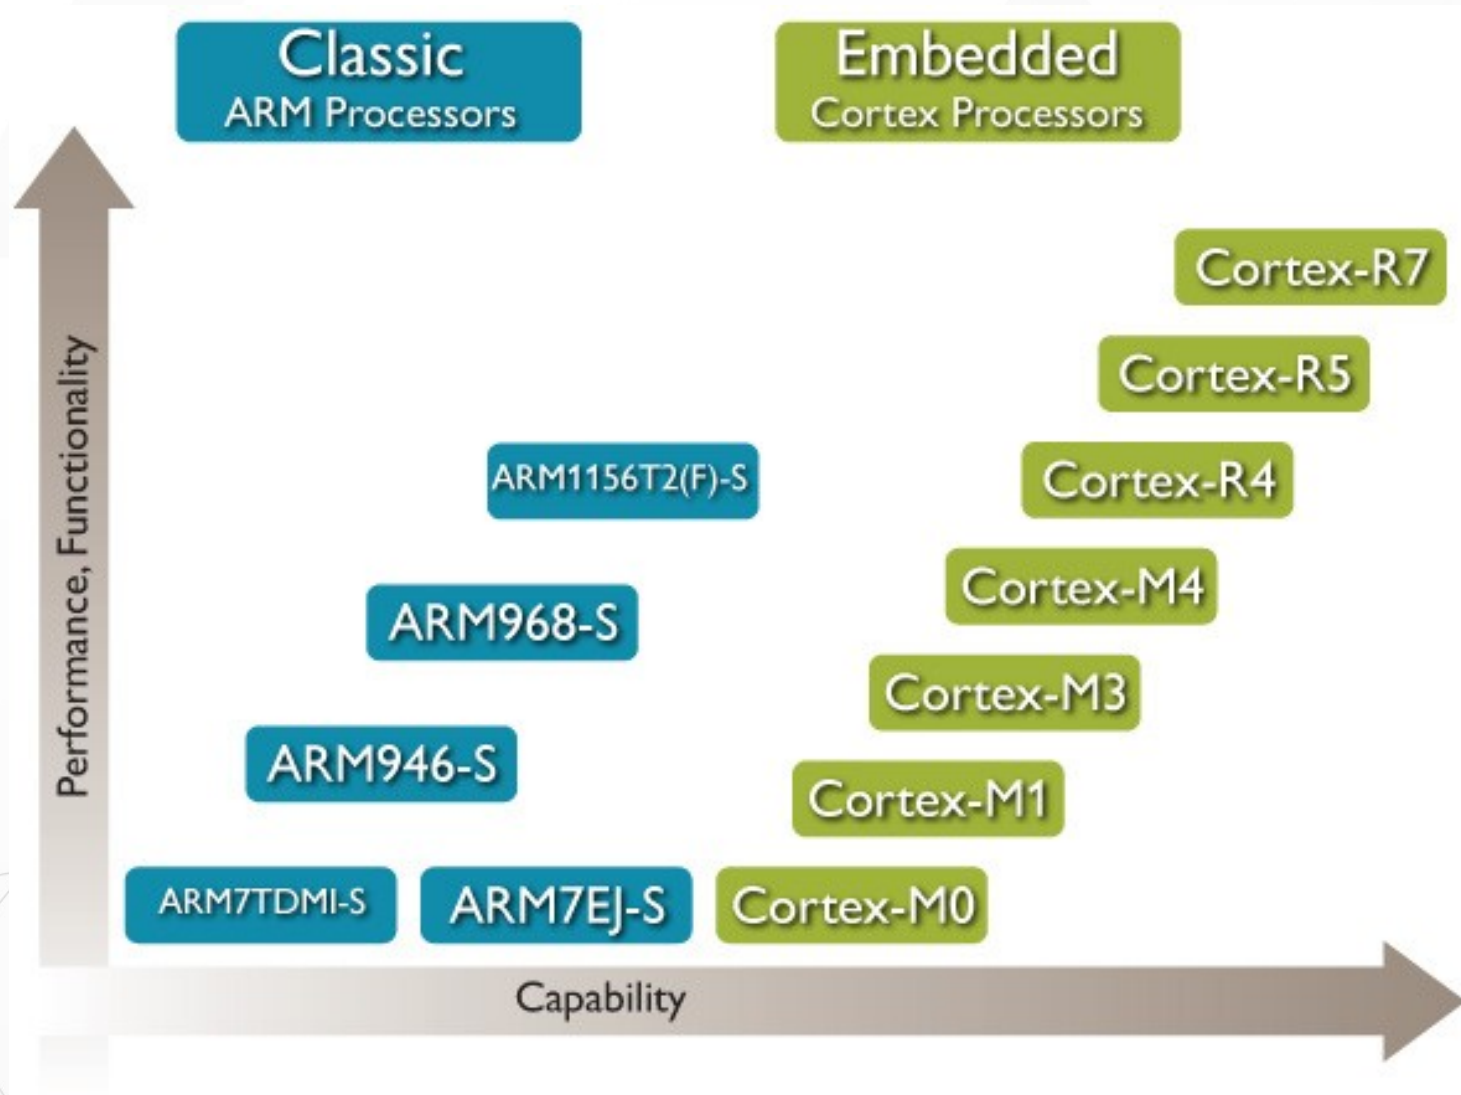 Classic
ARM Processors
Embedded
Cortex Processors
Performance, Functionality
Cortex-R7
Cortex-R5
ARM1156T2(F)-S
Cortex-R4
Cortex-M4
ARM968-S
Cortex-M3
ARM946-S
Cortex-M1
ARM7TDMI-S
ARM7EJ-S
Cortex-M0
Capability